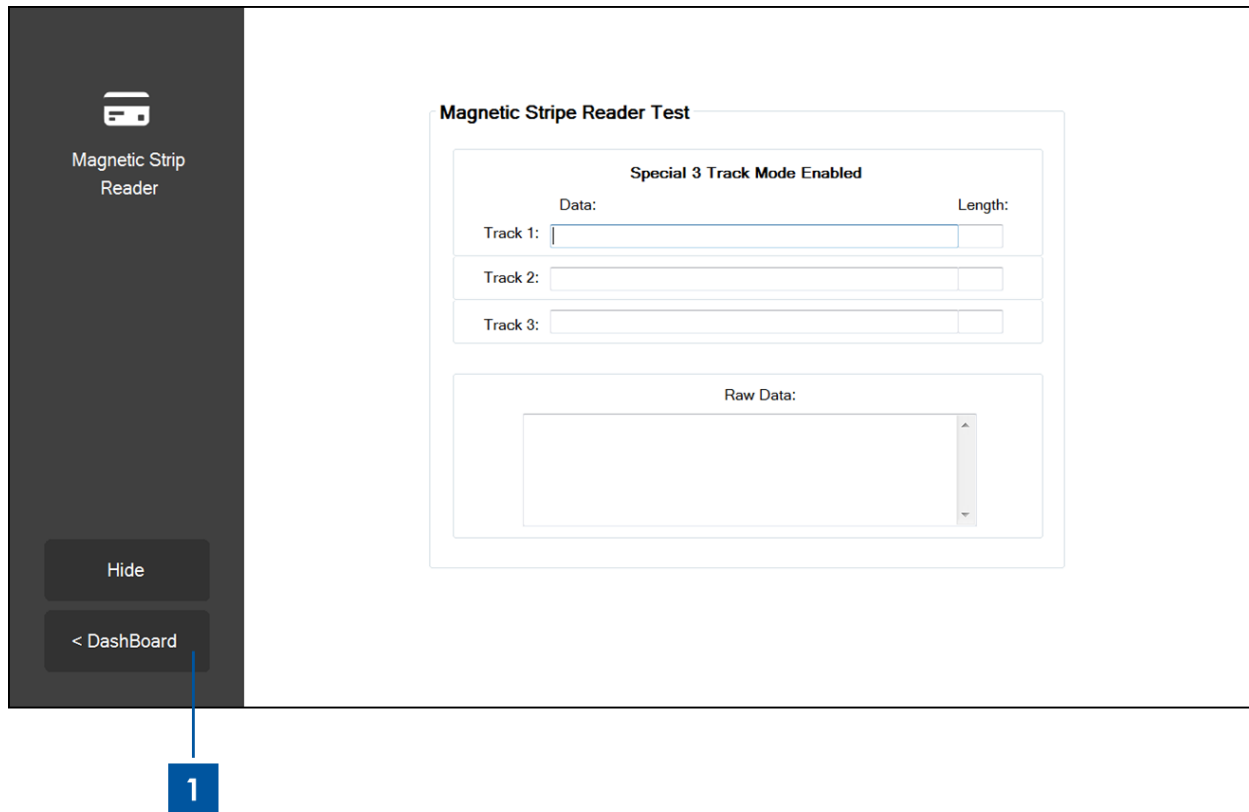 Magnetic Strip
Reader
Hide
< DashBoard
Magnetic Stripe Reader Test
Special 3 Track Mode Enabled
Data: Length:
Track 1:
Track 2:
Track 3:
Raw Data:
1